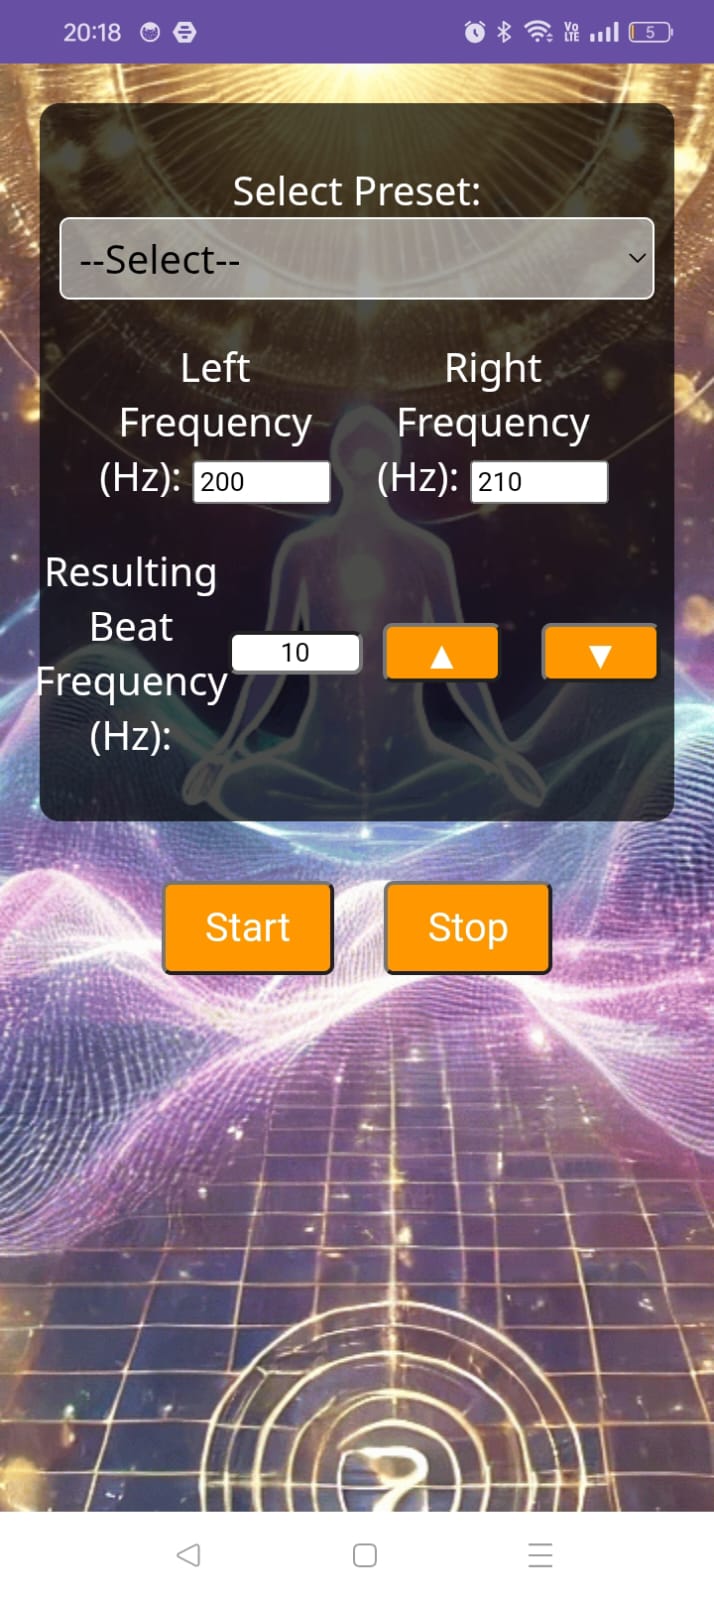 20:18 Vo LTE 5
Select Preset:
--Select--
Left Right
Frequency Frequency
(Hz): 200 (Hz): 210
Resulting
Beat
Frequency 10 ▲ ▼
(Hz):
Start Stop